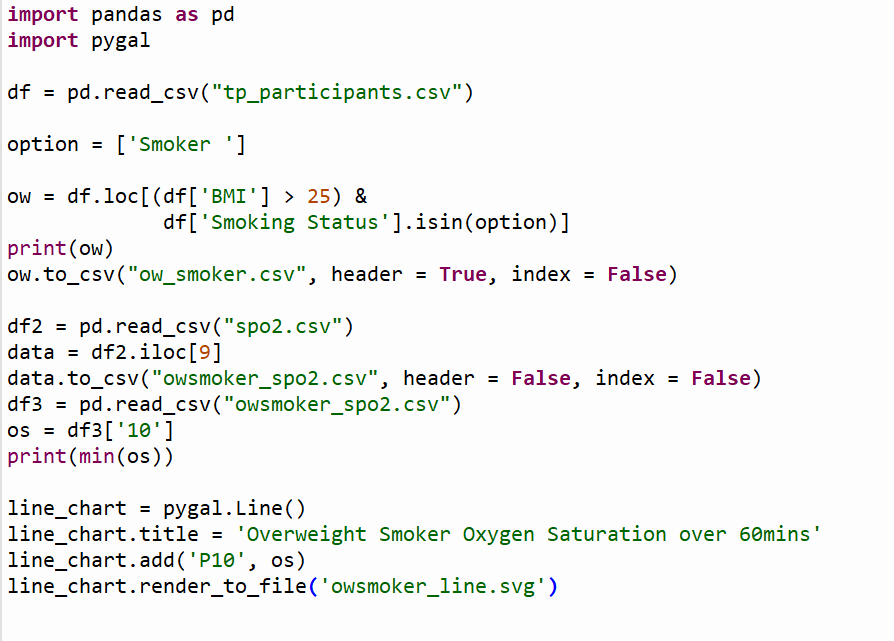 import pandas as pd
import pygal

df = pd.read_csv("tp_participants.csv")

option = ['Smoker ']

ow = df.loc[(df['BMI'] > 25) &
             df['Smoking Status'].isin(option)]
print(ow)
ow.to_csv("ow_smoker.csv", header = True, index = False)

df2 = pd.read_csv("spo2.csv")
data = df2.iloc[9]
data.to_csv("owsmoker_spo2.csv", header = False, index = False)
df3 = pd.read_csv("owsmoker_spo2.csv")
os = df3['10']
print(min(os))

line_chart = pygal.Line()
line_chart.title = 'Overweight Smoker Oxygen Saturation over 60mins'
line_chart.add('P10', os)
line_chart.render_to_file('owsmoker_line.svg')